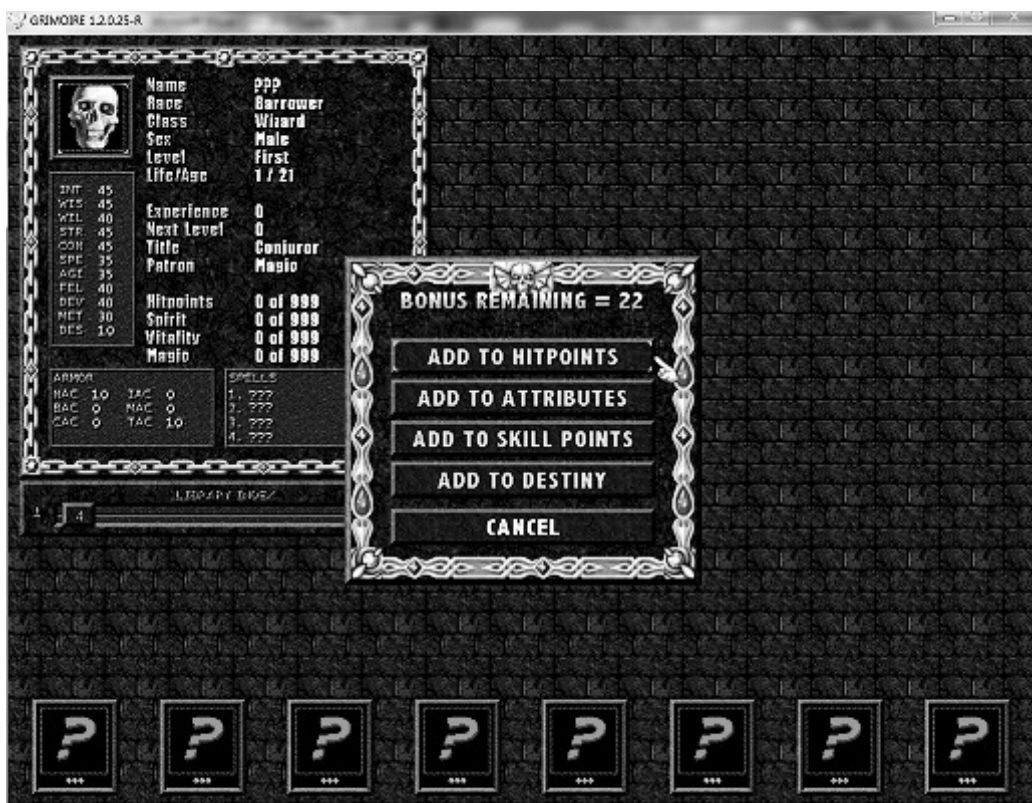 GRIMOIRE 1.2.0.25-R
Name ppp
Race Barrower
Class Wizard
Sex Male
Level First
Life/Age 1 / 21
INT 45
WIS 45
WIL 40
STR 45
CON 45
SPE 35
AGI 35
FEL 40
DEV 40
MET 30
DES 10
Experience 0
Next Level 0
Title Conjuror
Patron Magic
Hitpoints 0 of 999
Spirit 0 of 999
Vitality 0 of 999
Magic 0 of 999
ARMOR
NAC 10 IAC 0
BAC 0 MAC 0
CAC 0 TAC 10
SPELLS
1. ???
2. ???
3. ???
4. ???
LIBRARY INDEX
1 4
BONUS REMAINING = 22
ADD TO HITPOINTS
ADD TO ATTRIBUTES
ADD TO SKILL POINTS
ADD TO DESTINY
CANCEL
? ? ? ? ? ? ? ?